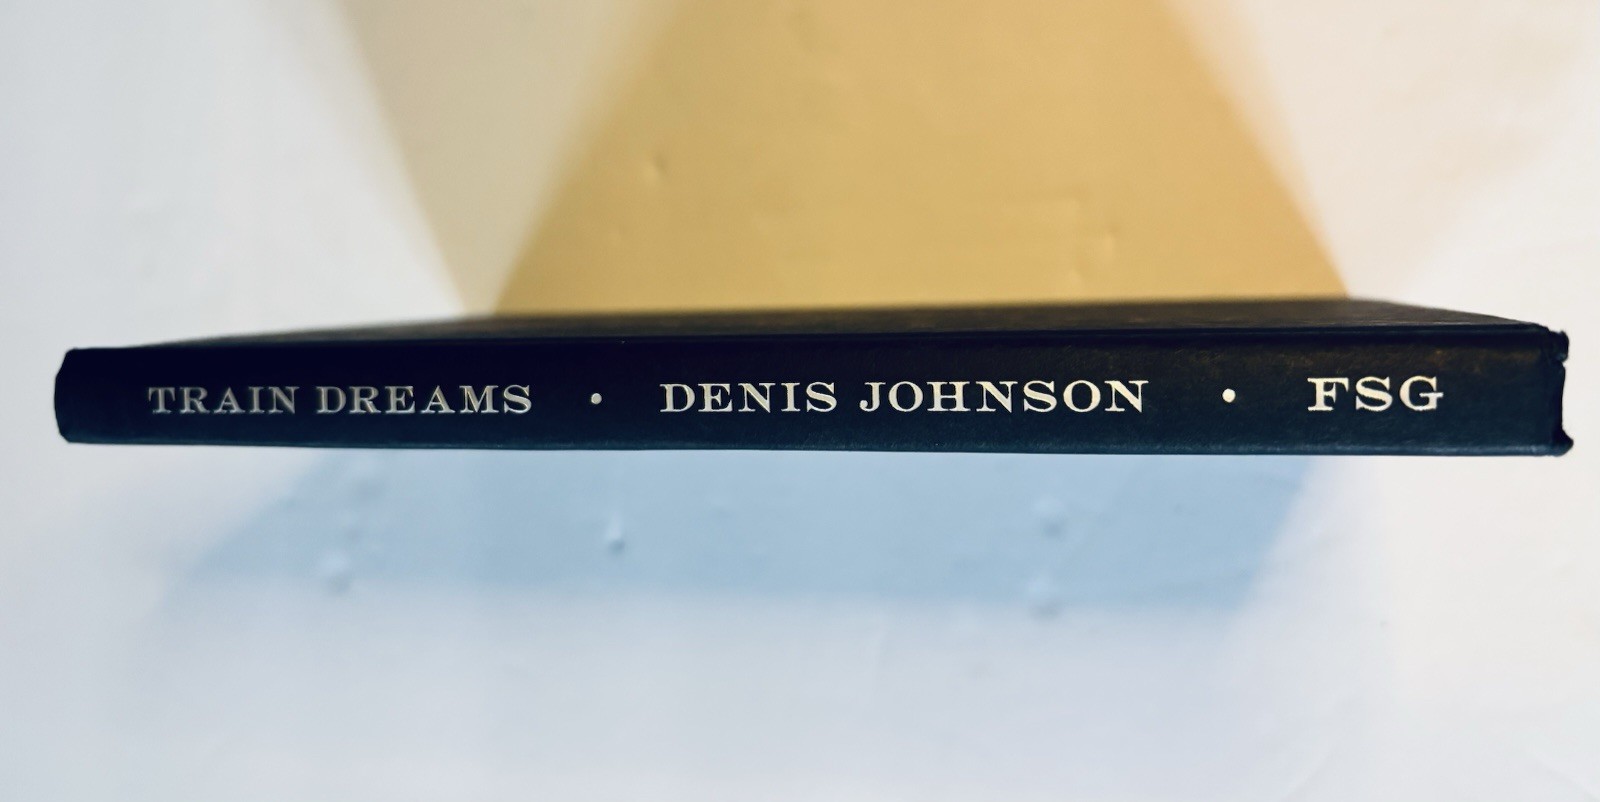 TRAIN DREAMS • DENIS JOHNSON • FSG